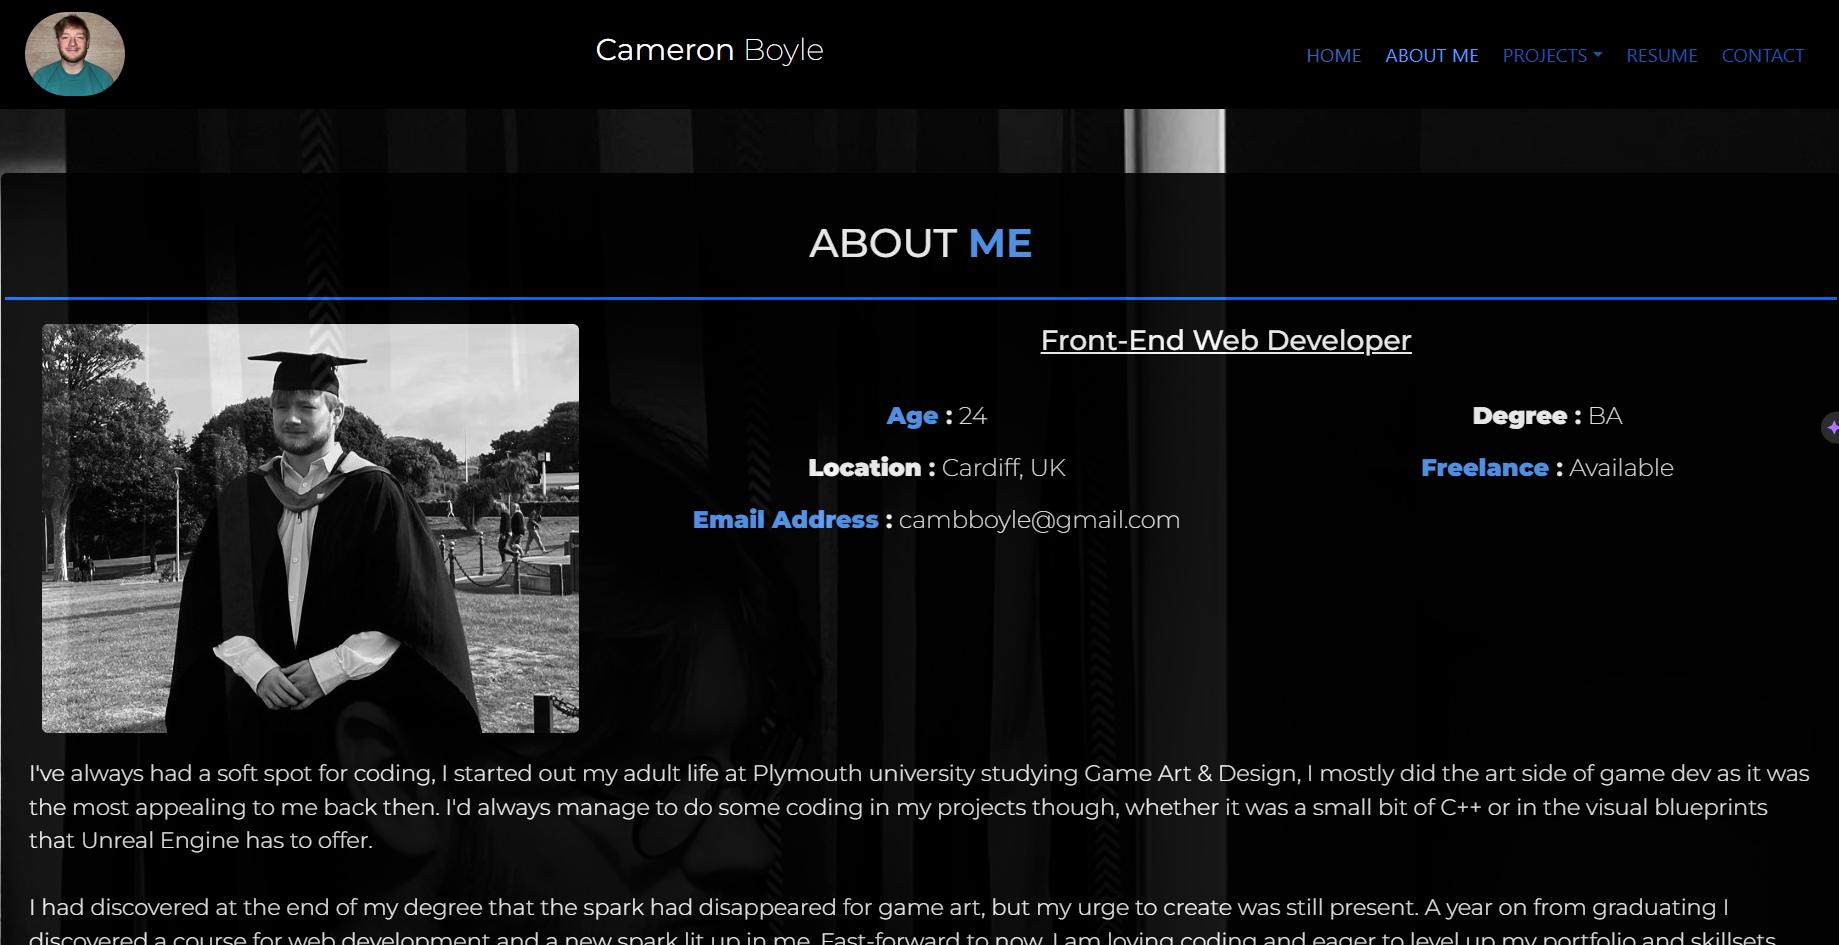 Cameron Boyle
HOME ABOUT ME PROJECTS RESUME CONTACT
ABOUT ME
Front-End Web Developer
Age : 24
Degree : BA
Location : Cardiff, UK
Freelance : Available
Email Address : cambboyle@gmail.com
I've always had a soft spot for coding, I started out my adult life at Plymouth university studying Game Art & Design, I mostly did the art side of game dev as it was
the most appealing to me back then. I'd always manage to do some coding in my projects though, whether it was a small bit of C++ or in the visual blueprints
that Unreal Engine has to offer.
I had discovered at the end of my degree that the spark had disappeared for game art, but my urge to create was still present. A year on from graduating I
discovered a course for web development and a new spark lit up in me. Fast-forward to now, I am loving coding and eager to level up my portfolio and skillsets